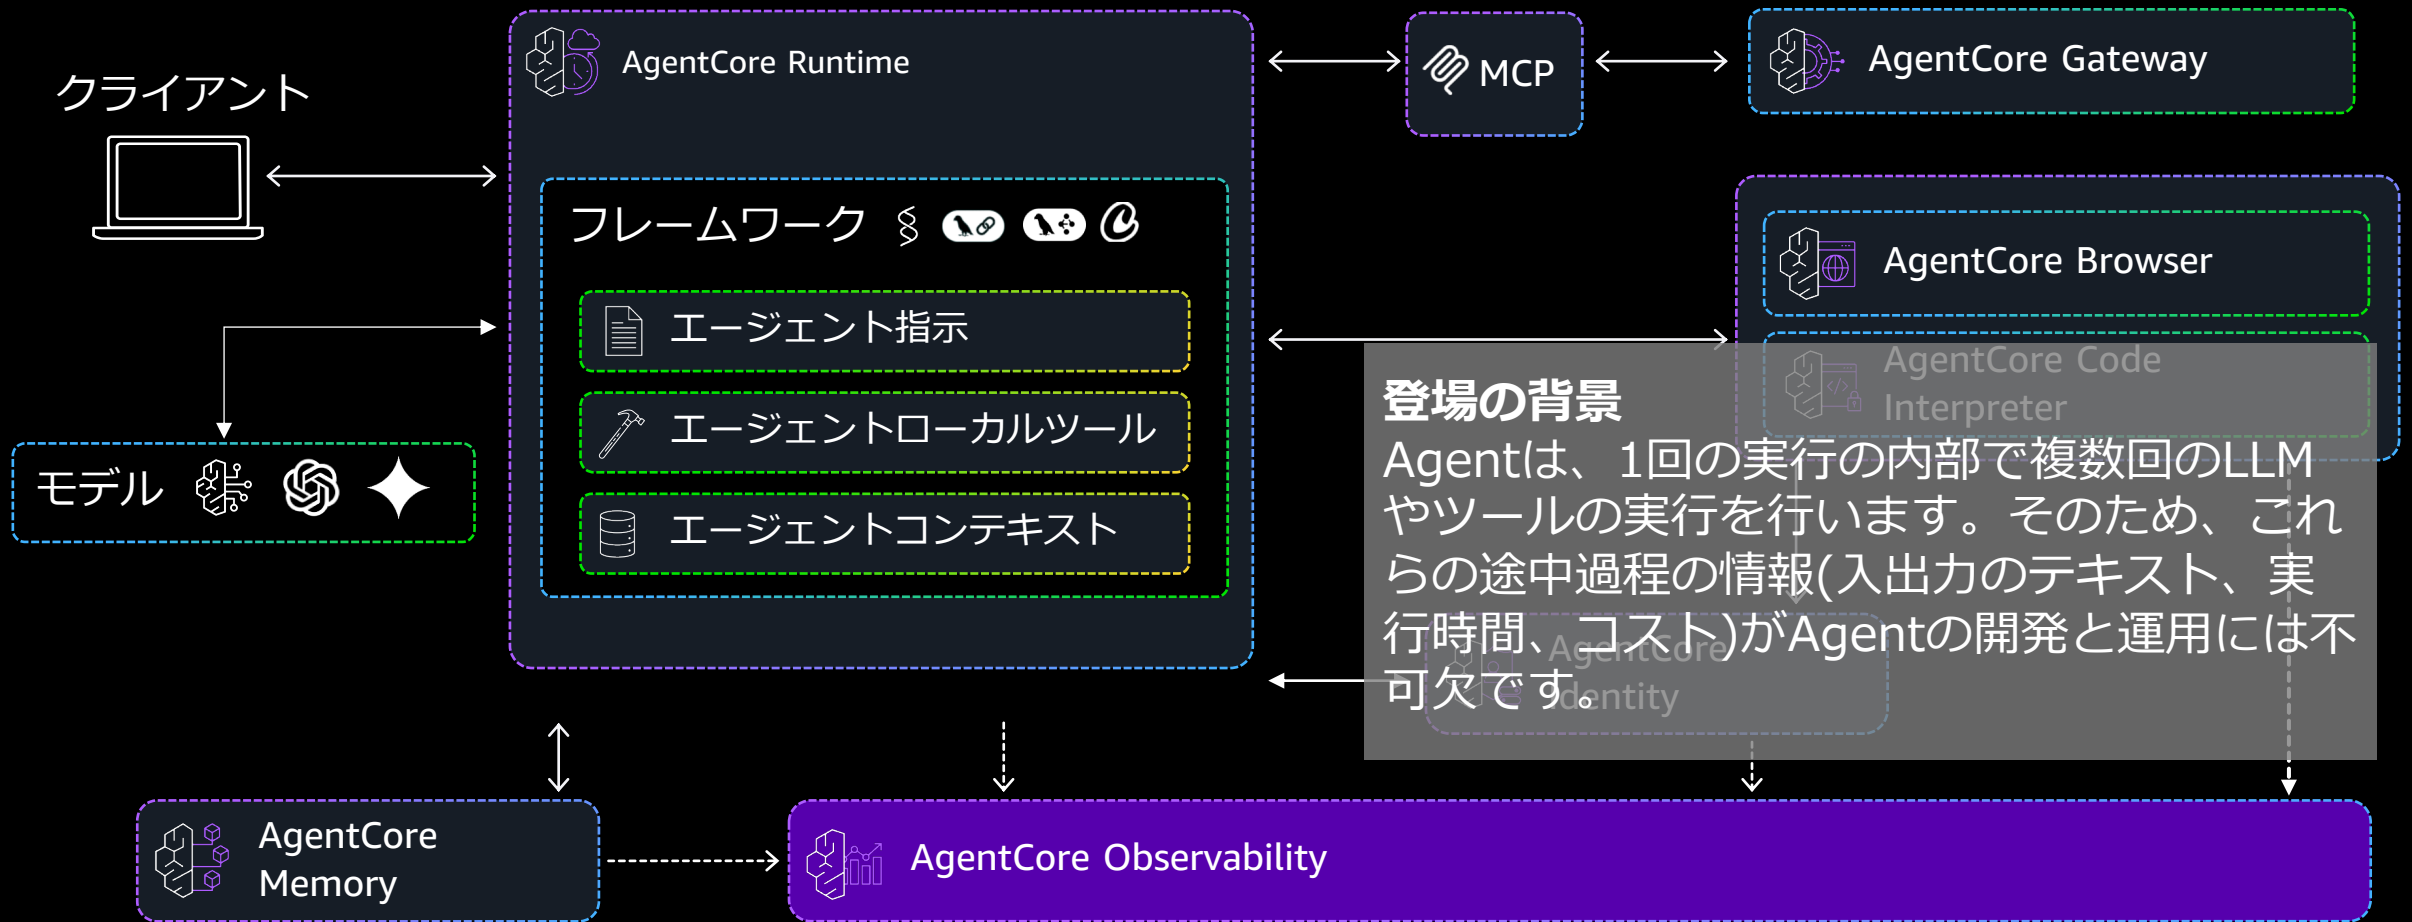 クライアント
AgentCore Runtime
MCP
AgentCore Gateway
フレームワーク
エージェント指示
エージェントローカルツール
エージェントコンテキスト
モデル
AgentCore Browser
AgentCore Code
Interpreter
登場の背景
Agentは、1回の実行の内部で複数回のLLM
やツールの実行を行います。そのため、これ
らの途中過程の情報(入出力のテキスト、実
行時間、コスト)がAgentの開発と運用には不
可欠です。
AgentCore
Identity
AgentCore
Memory
AgentCore Observability